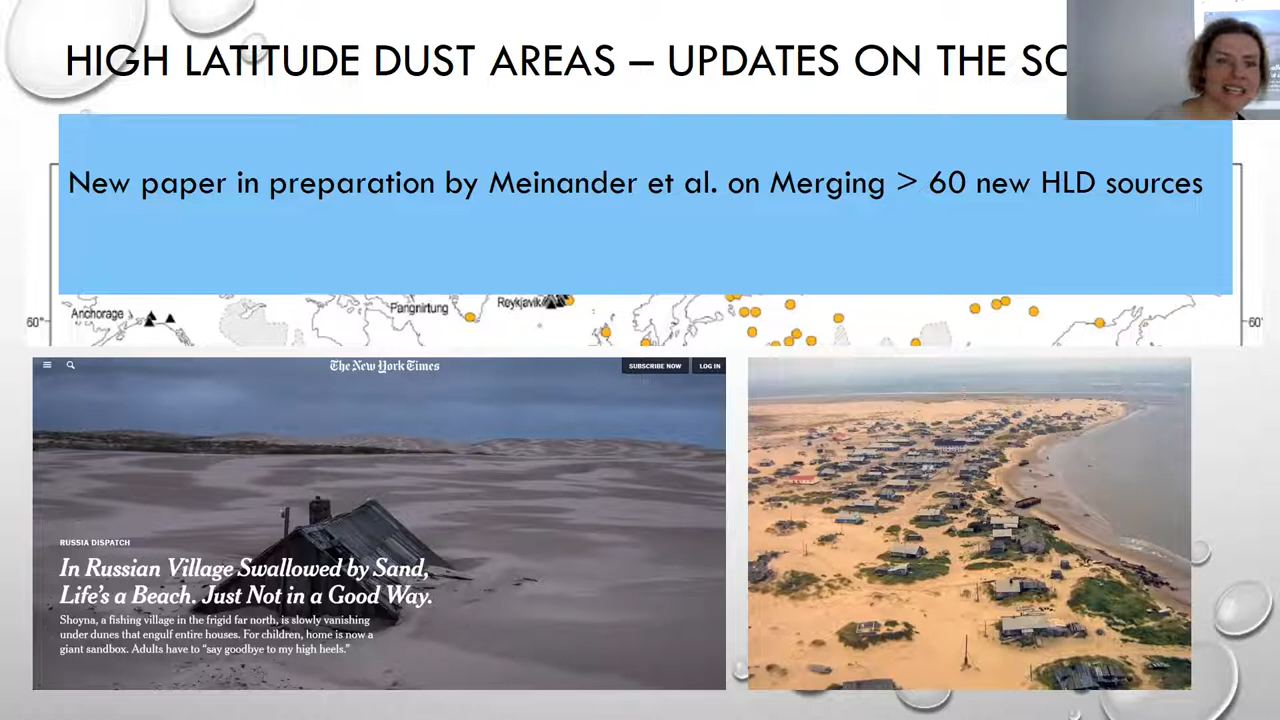 HIGH LATITUDE DUST AREAS – UPDATES ON THE SO
New paper in preparation by Meinander et al. on Merging > 60 new HLD sources
Anchorage
Pangnirtung
Reykjavik
60°
60°
The New York Times
SUBSCRIBE NOW
LOG IN
RUSSIA DISPATCH
In Russian Village Swallowed by Sand,
Life's a Beach. Just Not in a Good Way.
Shoyna, a fishing village in the frigid far north, is slowly vanishing
under dunes that engulf entire houses. For children, home is now a
giant sandbox. Adults have to “say goodbye to my high heels.”